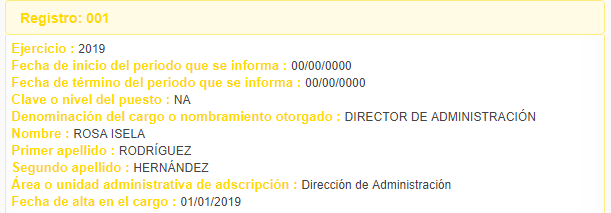 Registro: 001
Ejercicio : 2019
Fecha de inicio del periodo que se informa : 00/00/0000
Fecha de término del periodo que se informa : 00/00/0000
Clave o nivel del puesto : NA
Denominación del cargo o nombramiento otorgado : DIRECTOR DE ADMINISTRACIÓN
Nombre : ROSA ISELA
Primer apellido : RODRÍGUEZ
Segundo apellido : HERNÁNDEZ
Área o unidad administrativa de adscripción : Dirección de Administración
Fecha de alta en el cargo : 01/01/2019